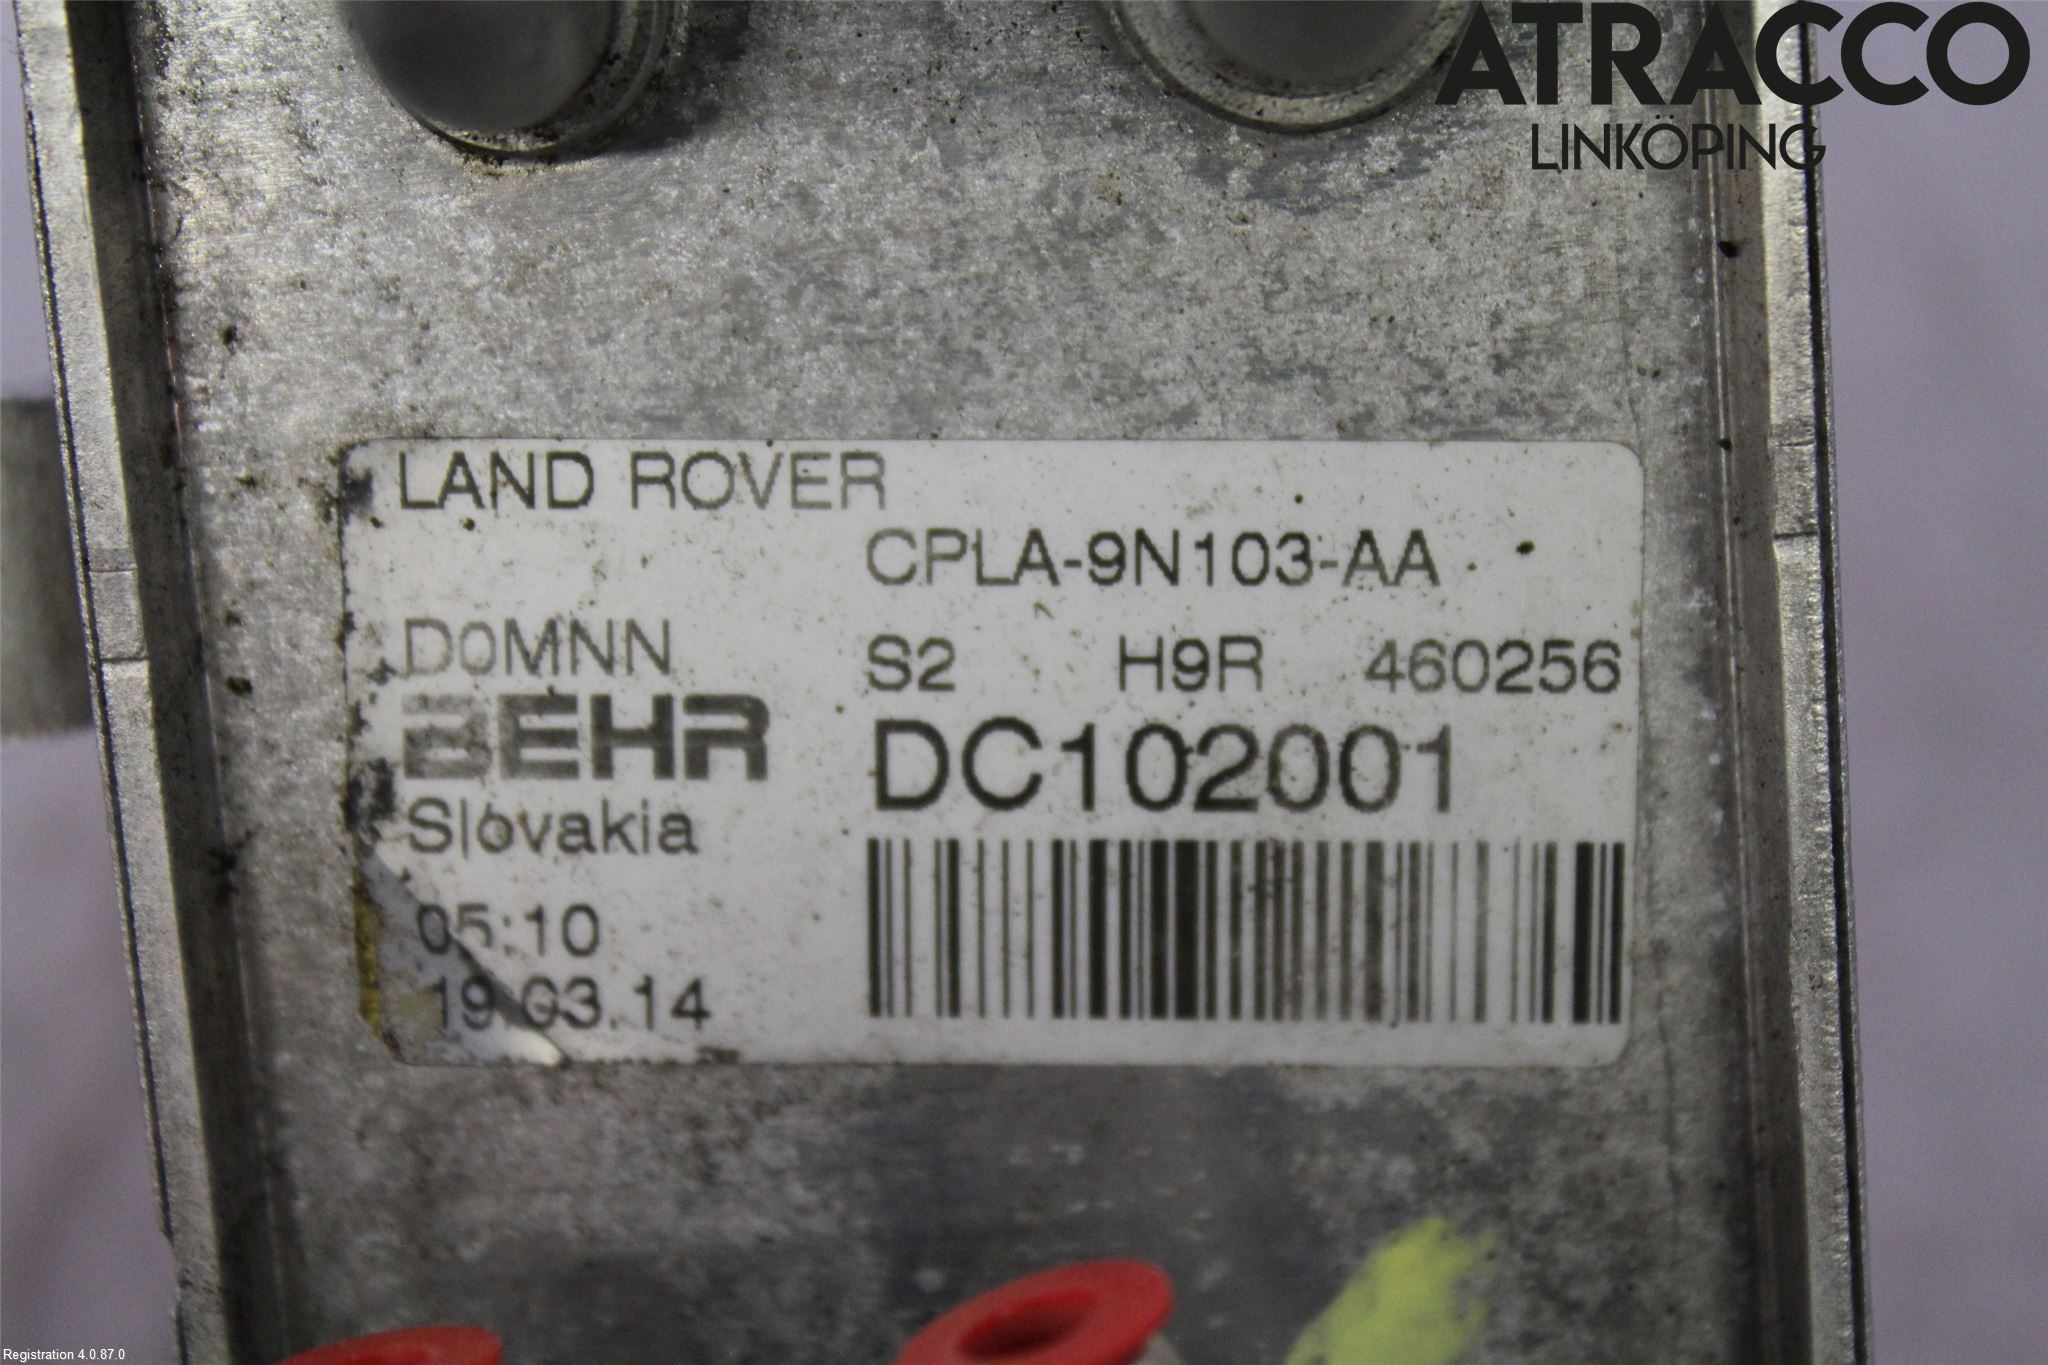 ATRACCO
LINKÖPING
LAND ROVER
CPLA-9N103-AA
D0MNN S2 H9R 460256
BEHR DC102001
Slovakia
05:10
19.03.14
Registration 4.0.87.0